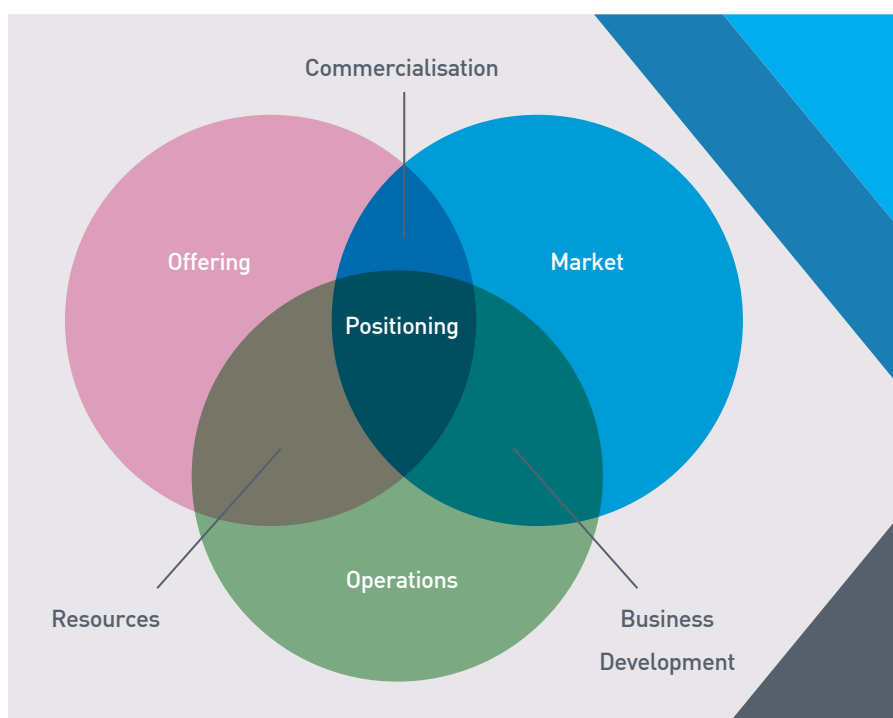 Commercialisation
Offering
Market
Positioning
Operations
Resources
Business
Development